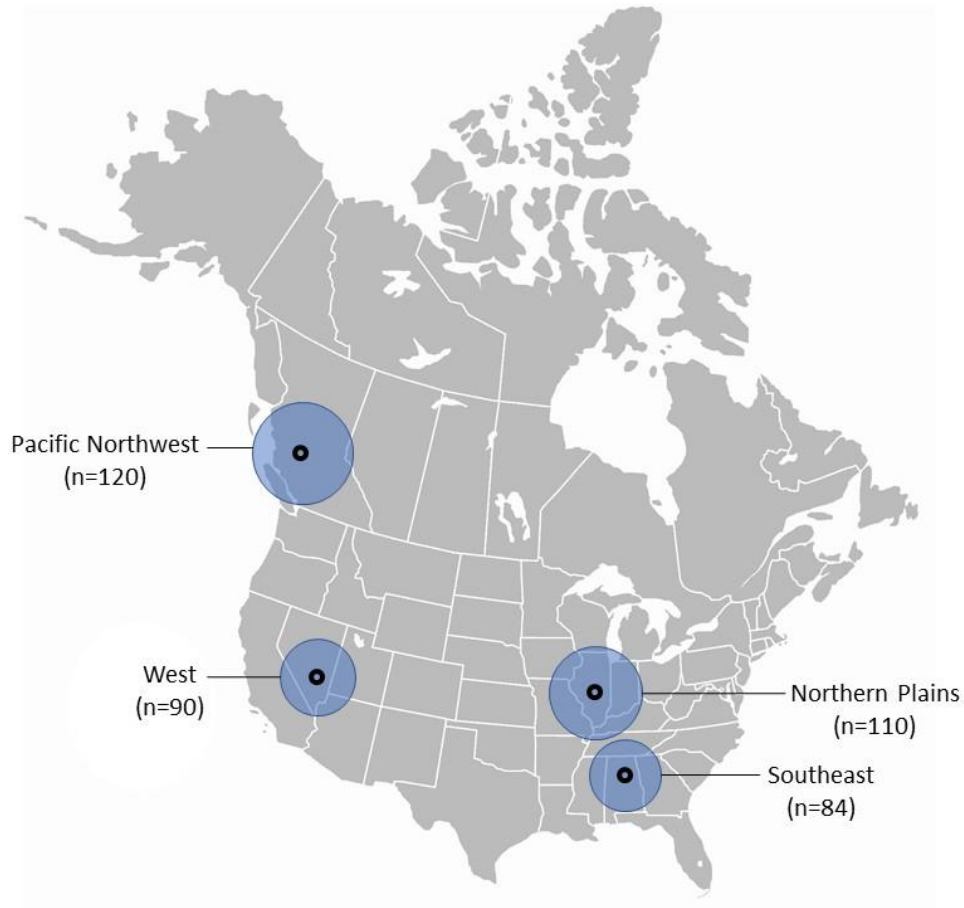 Pacific Northwest
(n=120)
West
(n=90)
Northern Plains
(n=110)
Southeast
(n=84)